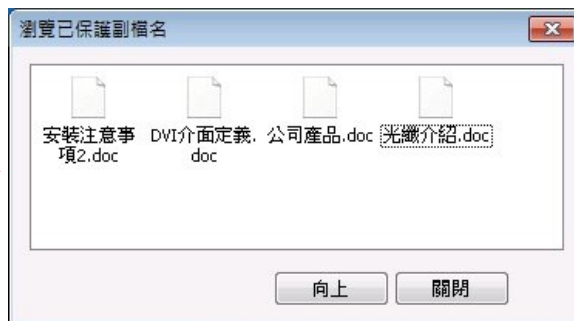 瀏覽已保護副檔名
安裝注意事
項2.doc
DVI介面定義.
doc
公司產品.doc
光纖介紹.doc
向上
關閉